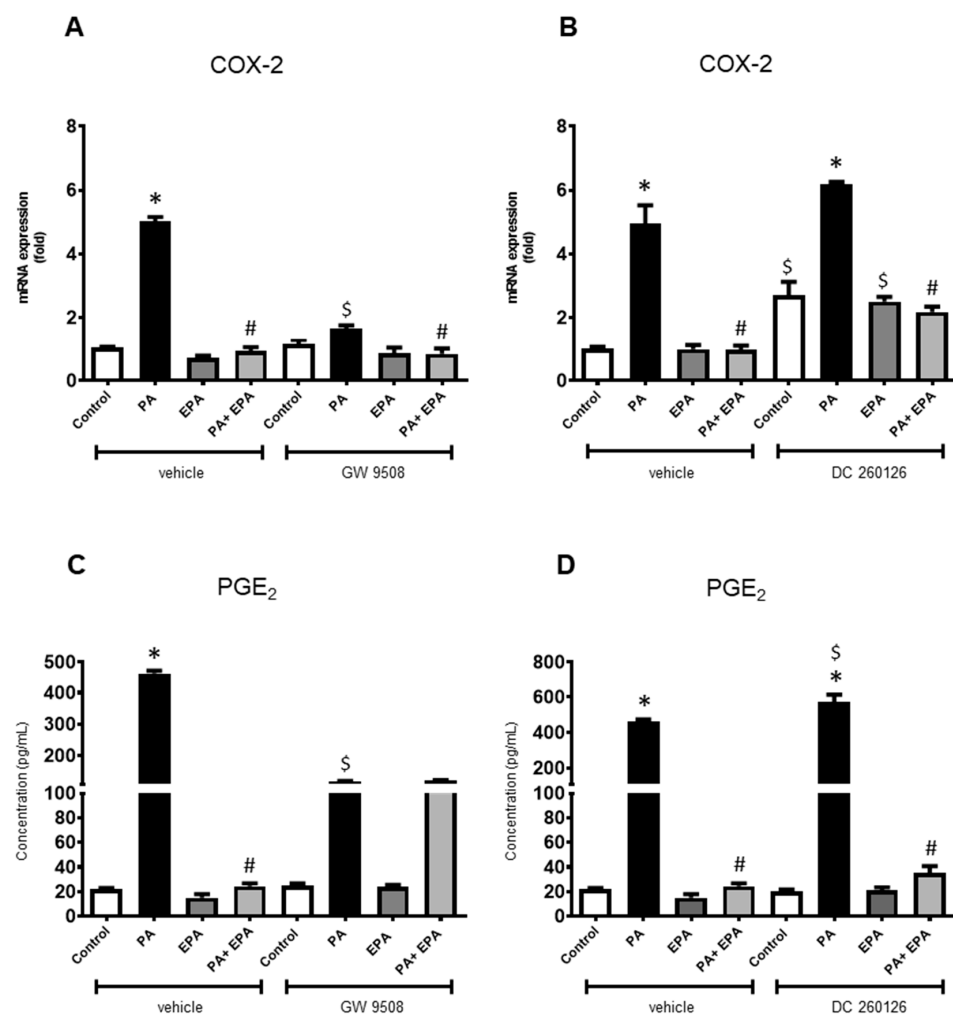 A
COX-2
mRNA expression
(fold)
8
6
4
2
0
*
#
$
#
Control
PA
EPA
PA+ EPA
Control
PA
EPA
PA+ EPA
vehicle
GW 9508
B
COX-2
mRNA expression
(fold)
8
6
4
2
0
*
#
$
*
$
#
Control
PA
EPA
PA+ EPA
Control
PA
EPA
PA+ EPA
vehicle
DC 260126
C
PGE2
Concentration (pg/mL)
500
400
300
200
100
80
60
40
20
0
*
#
$
Control
PA
EPA
PA+ EPA
Control
PA
EPA
PA+ EPA
vehicle
GW 9508
D
PGE2
Concentration (pg/mL)
800
600
400
200
100
80
60
40
20
0
*
#
$
*
#
Control
PA
EPA
PA+ EPA
Control
PA
EPA
PA+ EPA
vehicle
DC 260126